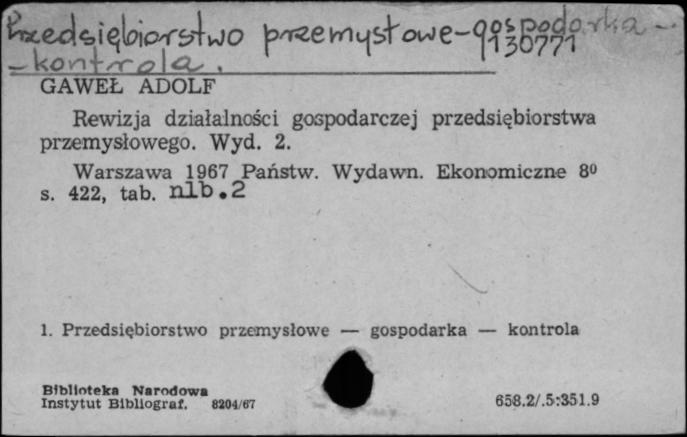 Przedsiębiorstwo przemysłowe-gospodarka -
130771
- kontrola.
GAWEŁ ADOLF
Rewizja działalności gospodarczej przedsiębiorstwa
przemysłowego. Wyd. 2.
Warszawa 1967 Państw. Wydawn. Ekonomiczne 8º
s. 422, tab. nlb.2
1. Przedsiębiorstwo przemysłowe — gospodarka — kontrola
Biblioteka Narodowa
Instytut Bibliograf. 8204/67
658.2/.5:351.9